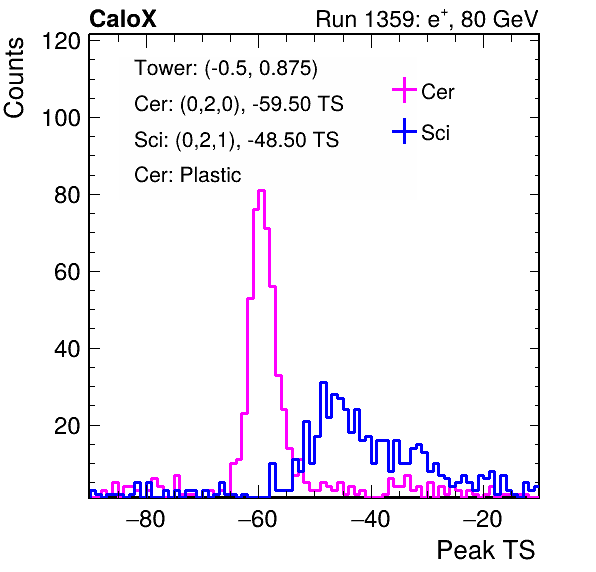 CaloX Run 1359: e⁺, 80 GeV
Counts
120
100
80
60
40
20
Tower: (-0.5, 0.875)
Cer: (0,2,0), -59.50 TS
Sci: (0,2,1), -48.50 TS
Cer: Plastic
Cer
Sci
−80 −60 −40 −20
Peak TS